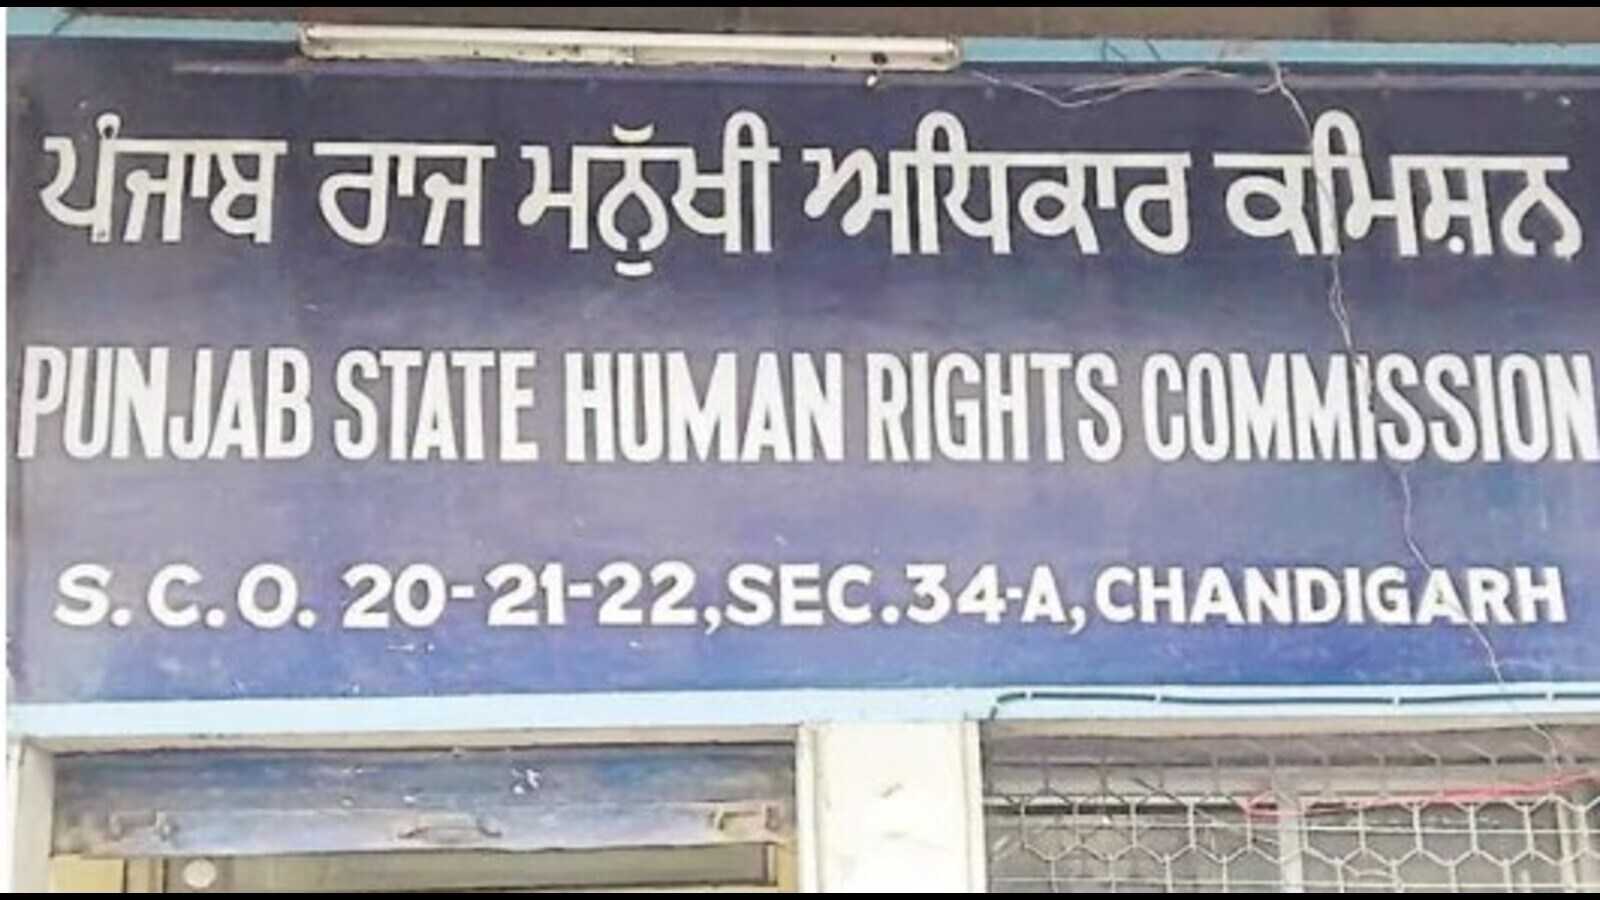 ਪੰਜਾਬ ਰਾਜ ਮਨੁੱਖੀ ਅਧਿਕਾਰ ਕਮਿਸ਼ਨ
PUNJAB STATE HUMAN RIGHTS COMMISSION
S.C.O. 20-21-22,SEC.34-A,CHANDIGARH